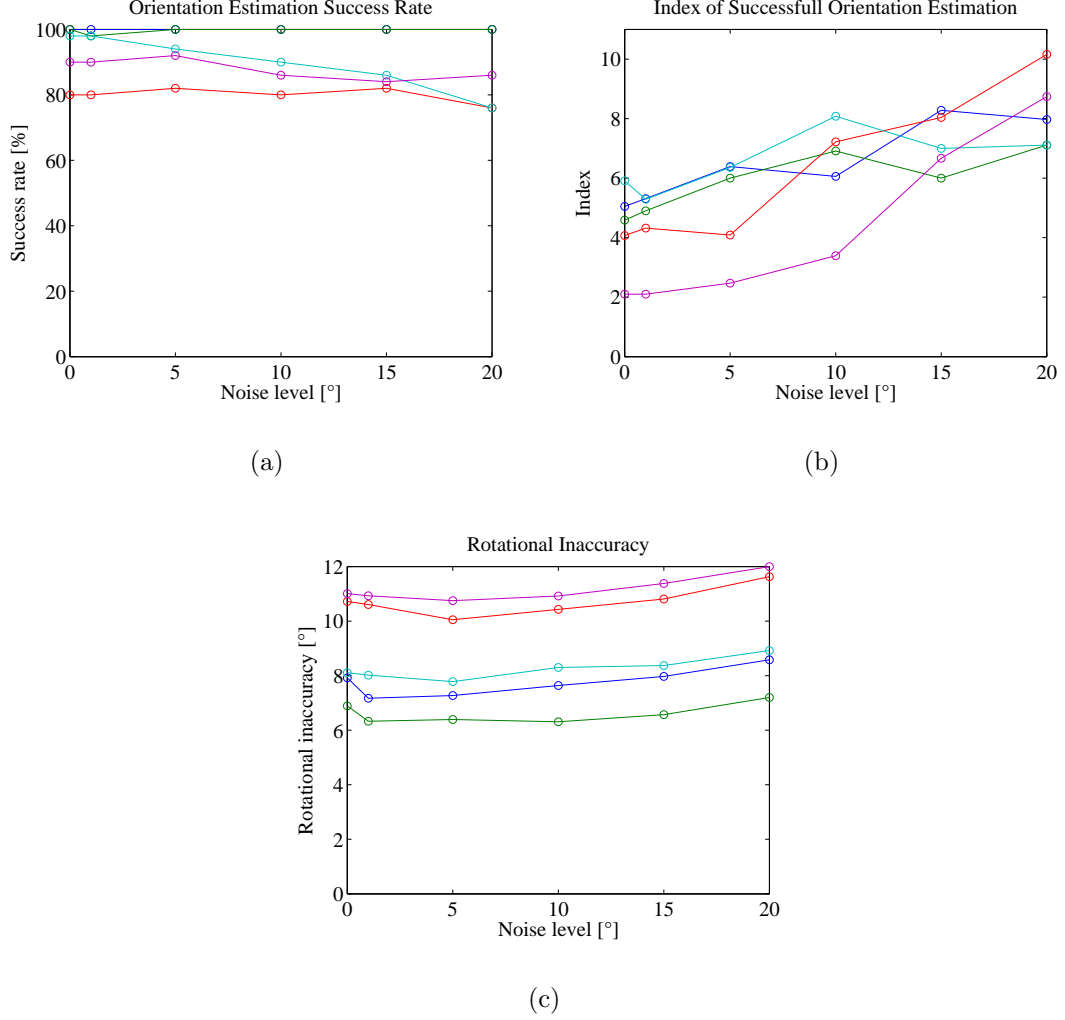 Orientation Estimation Success Rate
100
80
60
40
20
0
Success rate [%]
0 5 10 15 20
Noise level [°]
(a)
Index of Successfull Orientation Estimation
10
8
6
4
2
0
Index
0 5 10 15 20
Noise level [°]
(b)
Rotational Inaccuracy
12
10
8
6
4
2
0
Rotational inaccuracy [°]
0 5 10 15 20
Noise level [°]
(c)